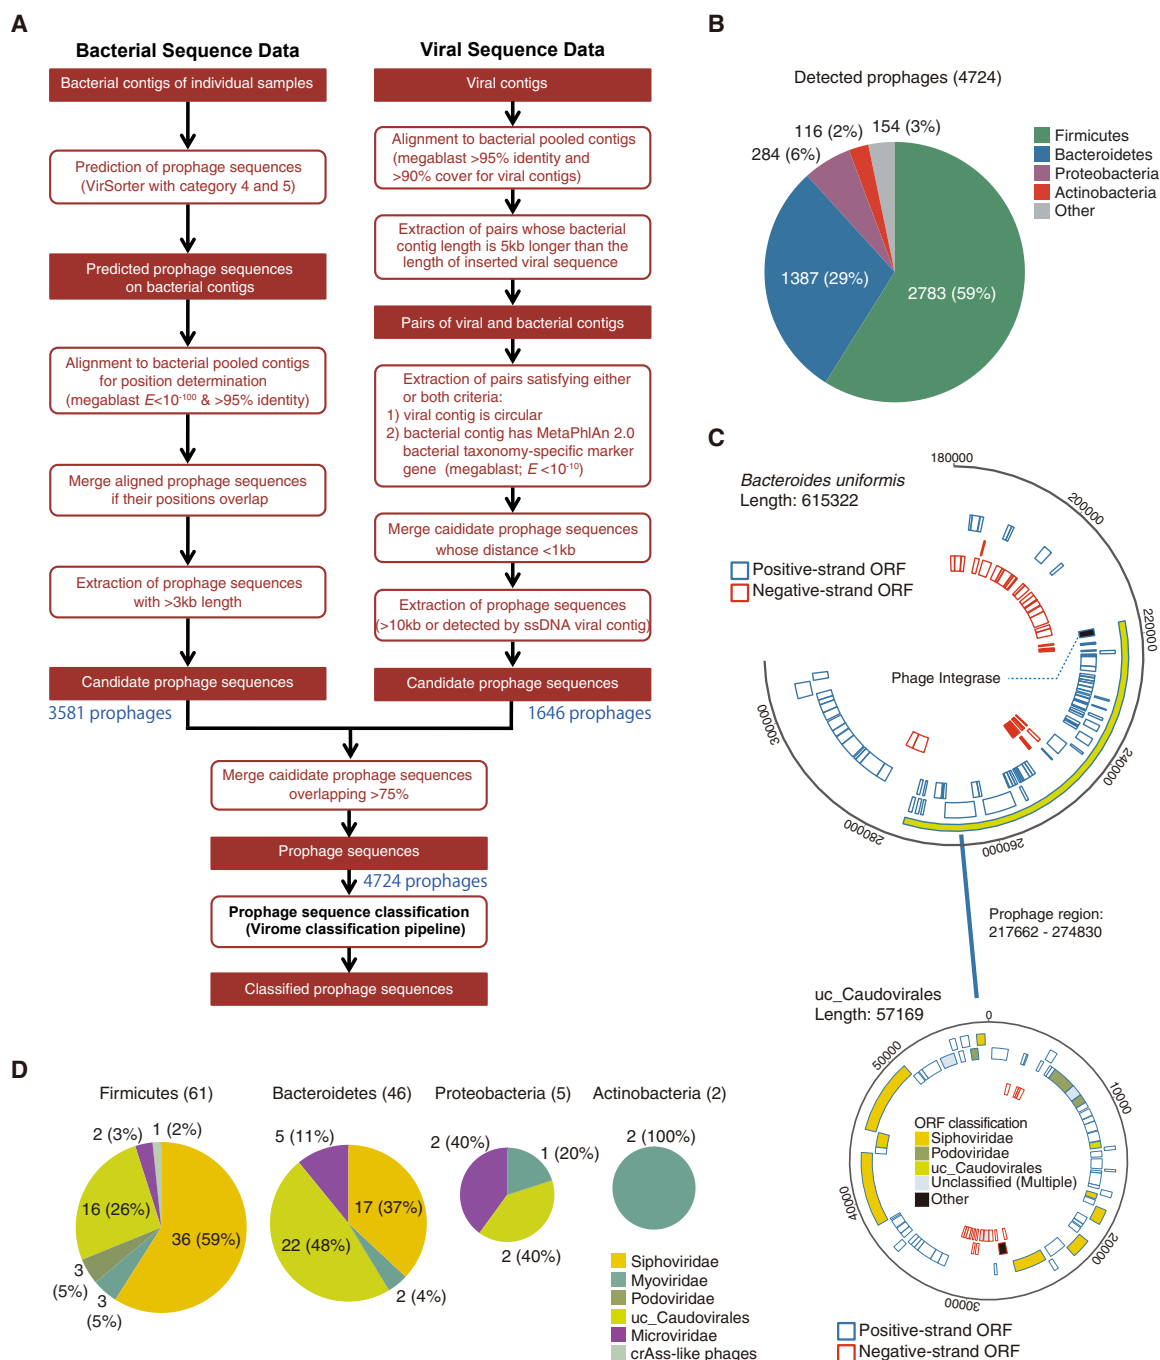 A
Bacterial Sequence Data
Bacterial contigs of individual samples
Prediction of prophage sequences
(VirSorter with category 4 and 5)
Predicted prophage sequences
on bacterial contigs
Alignment to bacterial pooled contigs
for position determination
(megablast E<10-100 & >95% identity)
Merge aligned prophage sequences
if their positions overlap
Extraction of prophage sequences
with >3kb length
Candidate prophage sequences
3581 prophages
Viral Sequence Data
Viral contigs
Alignment to bacterial pooled contigs
(megablast >95% identity and
>90% cover for viral contigs)
Extraction of pairs whose bacterial
contig length is 5kb longer than the
length of inserted viral sequence
Pairs of viral and bacterial contigs
Extraction of pairs satisfying either
or both criteria:
1) viral contig is circular
2) bacterial contig has MetaPhlAn 2.0
bacterial taxonomy-specific marker
gene (megablast; E <10-10)
Merge caididate prophage sequences
whose distance <1kb
Extraction of prophage sequences
(>10kb or detected by ssDNA viral contig)
Candidate prophage sequences
1646 prophages
Merge caididate prophage sequences
overlapping >75%
Prophage sequences
4724 prophages
Prophage sequence classification
(Virome classification pipeline)
Classified prophage sequences
B
Detected prophages (4724)
154 (3%)
116 (2%)
284 (6%)
1387 (29%)
2783 (59%)
Firmicutes
Bacteroidetes
Proteobacteria
Actinobacteria
Other
C
Bacteroides uniformis
Length: 615322
Positive-strand ORF
Negative-strand ORF
180000
200000
220000
240000
260000
280000
300000
Phage Integrase
Prophage region:
217662 - 274830
uc_Caudovirales
Length: 57169
0
10000
20000
30000
40000
50000
ORF classification
Siphoviridae
Podoviridae
uc_Caudovirales
Unclassified (Multiple)
Other
Positive-strand ORF
Negative-strand ORF
D
Firmicutes (61)
2 (3%)
1 (2%)
16 (26%)
36 (59%)
3
(5%)
3
(5%)
Bacteroidetes (46)
5 (11%)
17 (37%)
22 (48%)
2 (4%)
Proteobacteria (5)
2 (40%)
1 (20%)
2 (40%)
Actinobacteria (2)
2 (100%)
Siphoviridae
Myoviridae
Podoviridae
uc_Caudovirales
Microviridae
crAss-like phages